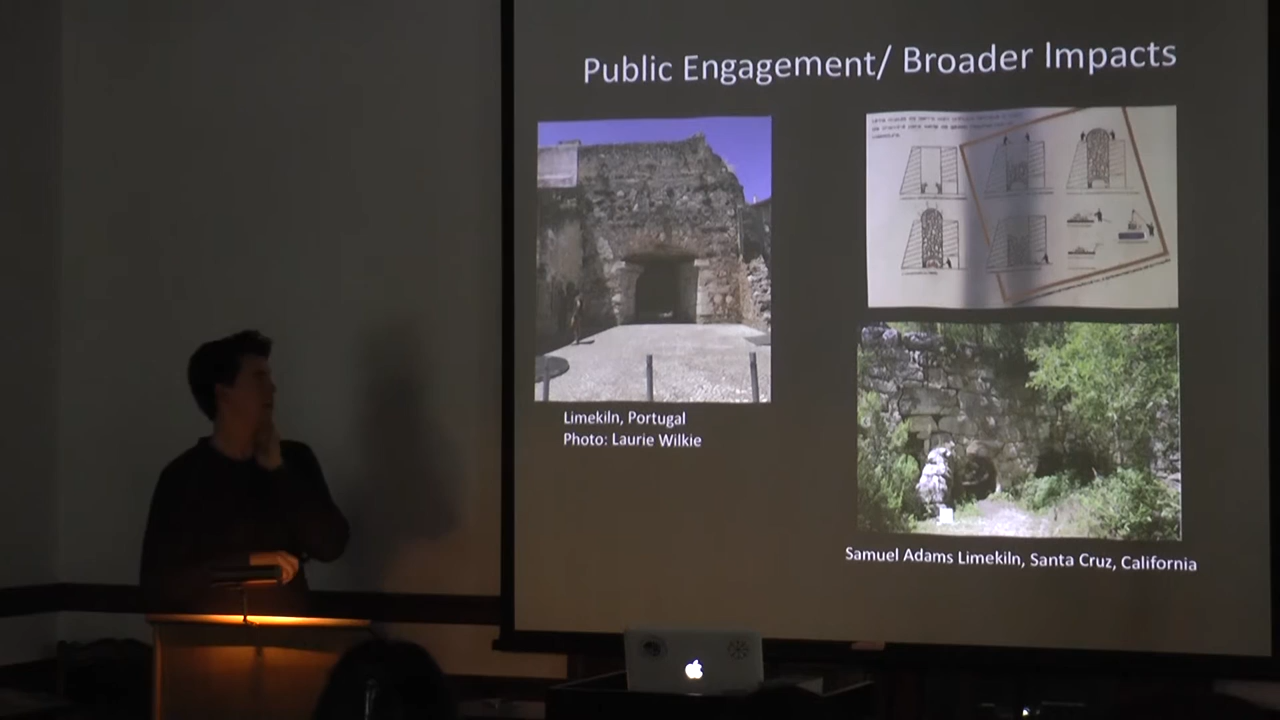 Public Engagement/ Broader Impacts
Limekiln, Portugal
Photo: Laurie Wilkie
Samuel Adams Limekiln, Santa Cruz, California